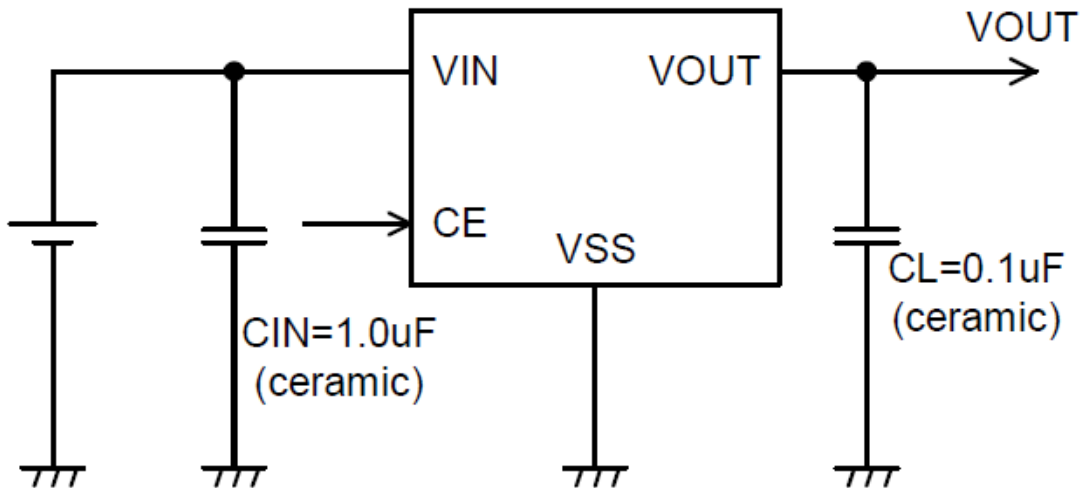 VOUT
VIN
VOUT
CE
VSS
CIN=1.0uF
(ceramic)
CL=0.1uF
(ceramic)